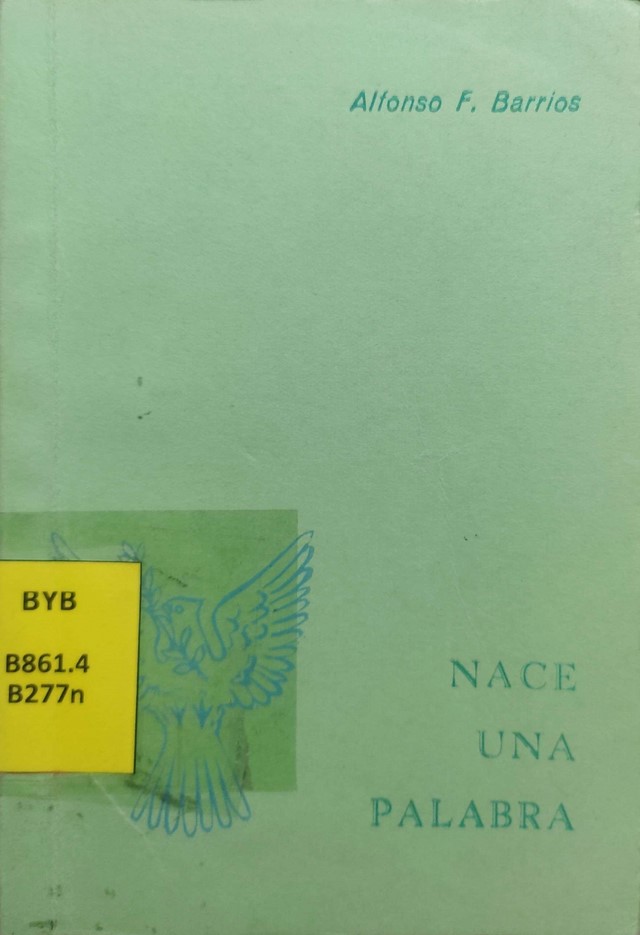 Alfonso F. Barrios
BYB
B861.4
B277n
NACE
UNA
PALABRA